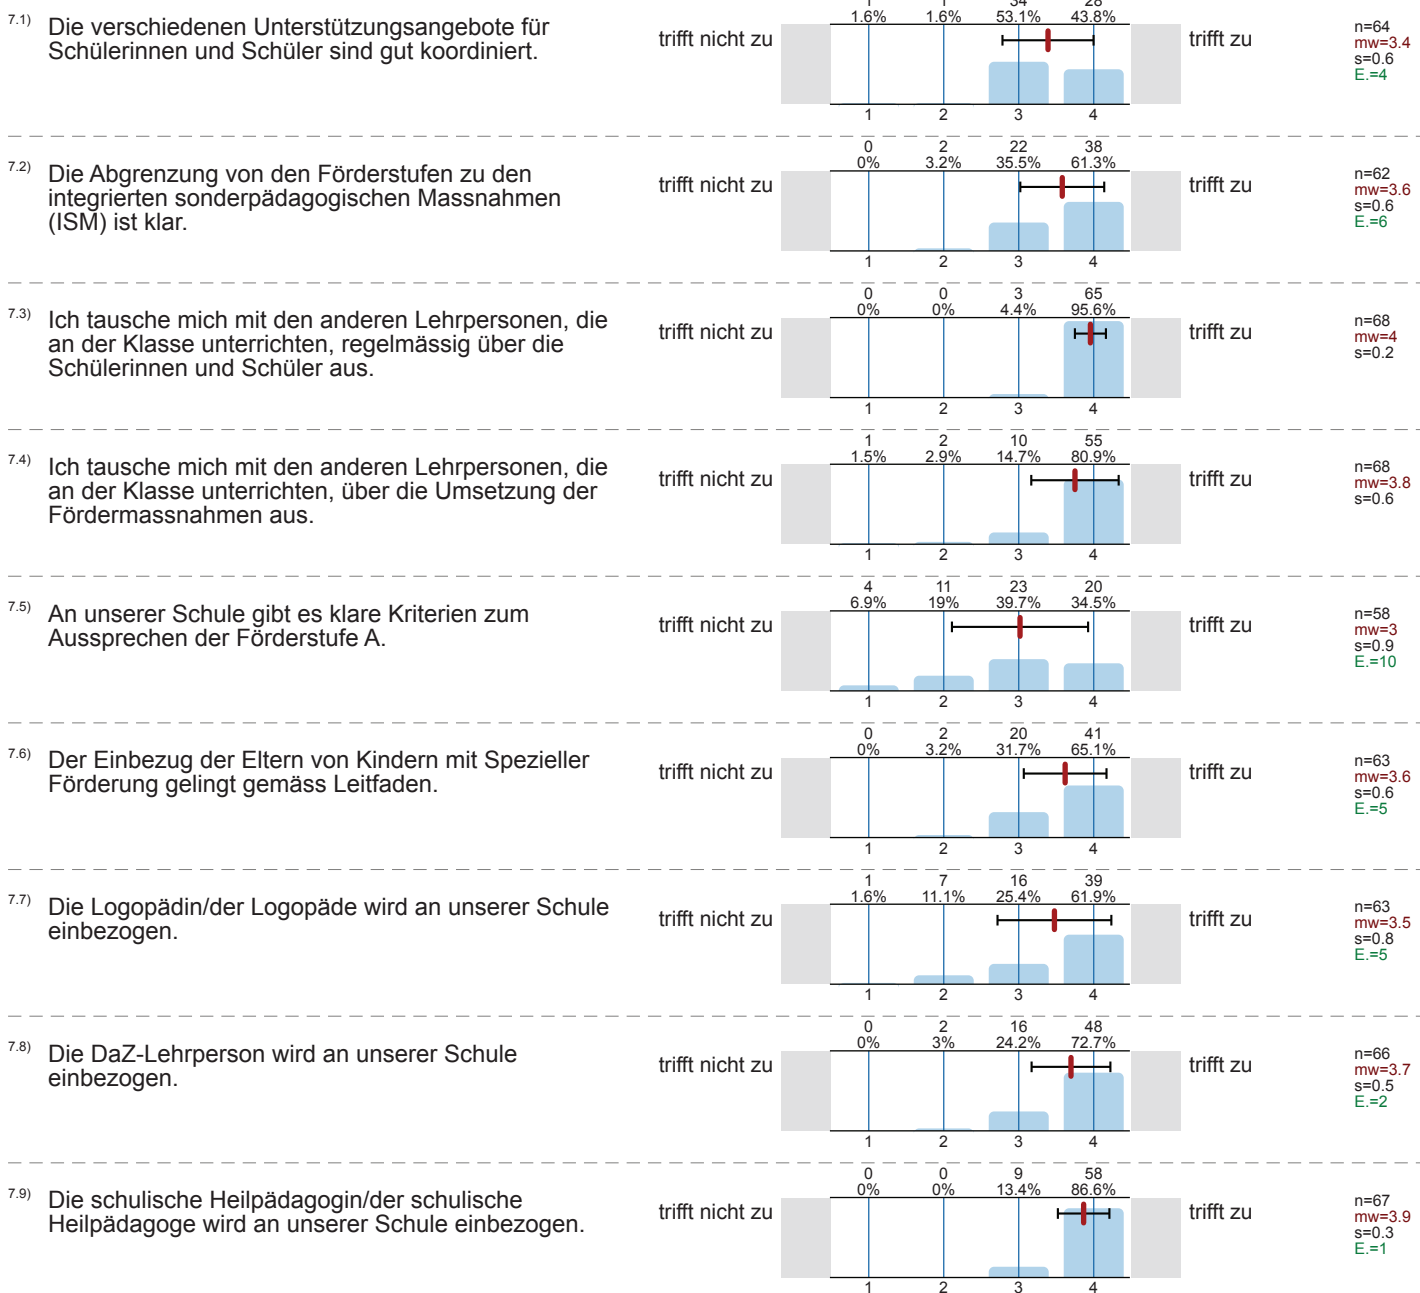 1 1 34 28
7.1) Die verschiedenen Unterstützungsangebote für
Schülerinnen und Schüler sind gut koordiniert.
trifft nicht zu
1.6% 1.6% 53.1% 43.8%
1 2 3 4
trifft zu
n=64
mw=3.4
s=0.6
E.=4
7.2) Die Abgrenzung von den Förderstufen zu den
integrierten sonderpädagogischen Massnahmen
(ISM) ist klar.
trifft nicht zu
0 2 22 38
0% 3.2% 35.5% 61.3%
1 2 3 4
trifft zu
n=62
mw=3.6
s=0.6
E.=6
7.3) Ich tausche mich mit den anderen Lehrpersonen, die
an der Klasse unterrichten, regelmässig über die
Schülerinnen und Schüler aus.
trifft nicht zu
0 0 3 65
0% 0% 4.4% 95.6%
1 2 3 4
trifft zu
n=68
mw=4
s=0.2
7.4) Ich tausche mich mit den anderen Lehrpersonen, die
an der Klasse unterrichten, über die Umsetzung der
Fördermassnahmen aus.
trifft nicht zu
1 2 10 55
1.5% 2.9% 14.7% 80.9%
1 2 3 4
trifft zu
n=68
mw=3.8
s=0.6
7.5) An unserer Schule gibt es klare Kriterien zum
Aussprechen der Förderstufe A.
trifft nicht zu
4 11 23 20
6.9% 19% 39.7% 34.5%
1 2 3 4
trifft zu
n=58
mw=3
s=0.9
E.=10
7.6) Der Einbezug der Eltern von Kindern mit Spezieller
Förderung gelingt gemäss Leitfaden.
trifft nicht zu
0 2 20 41
0% 3.2% 31.7% 65.1%
1 2 3 4
trifft zu
n=63
mw=3.6
s=0.6
E.=5
7.7) Die Logopädin/der Logopäde wird an unserer Schule
einbezogen.
trifft nicht zu
1 7 16 39
1.6% 11.1% 25.4% 61.9%
1 2 3 4
trifft zu
n=63
mw=3.5
s=0.8
E.=5
7.8) Die DaZ-Lehrperson wird an unserer Schule
einbezogen.
trifft nicht zu
0 2 16 48
0% 3% 24.2% 72.7%
1 2 3 4
trifft zu
n=66
mw=3.7
s=0.5
E.=2
7.9) Die schulische Heilpädagogin/der schulische
Heilpädagoge wird an unserer Schule einbezogen.
trifft nicht zu
0 0 9 58
0% 0% 13.4% 86.6%
1 2 3 4
trifft zu
n=67
mw=3.9
s=0.3
E.=1